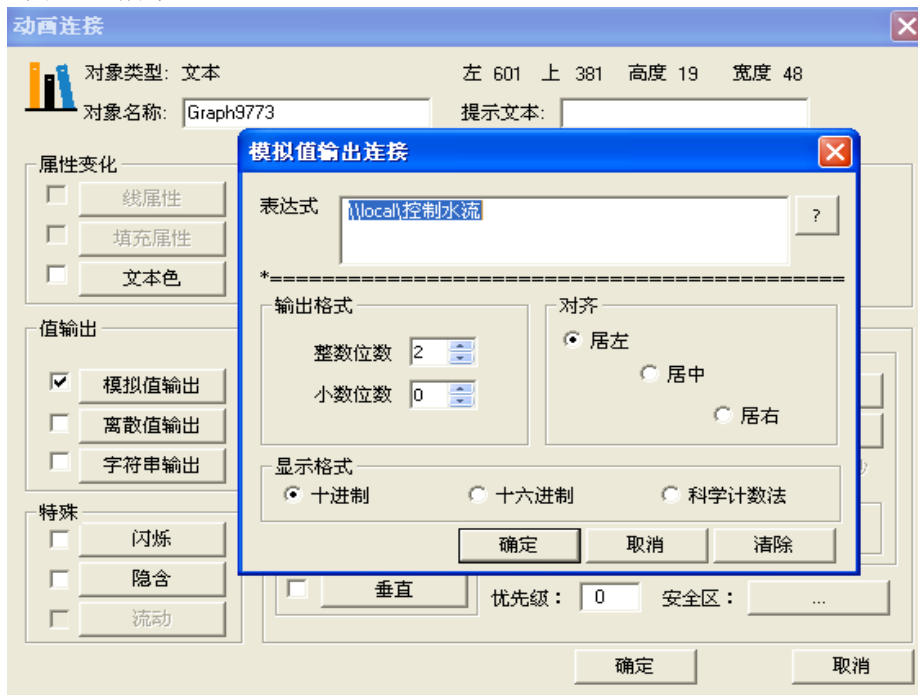 动画连接
对象类型: 文本 左 601 上 381 高度 19 宽度 48
对象名称: Graph9773 提示文本:
属性变化
线属性
填充属性
文本色
值输出
模拟值输出
离散值输出
字符串输出
特殊
闪烁
隐含
流动
模拟值输出连接
表达式 \\local\控制水流 ?
*==============================================
输出格式
整数位数 2
小数位数 0
对齐
居左
居中
居右
显示格式
十进制 十六进制 科学计数法
确定 取消 清除
垂直 优先级: 0 安全区: ...
确定 取消